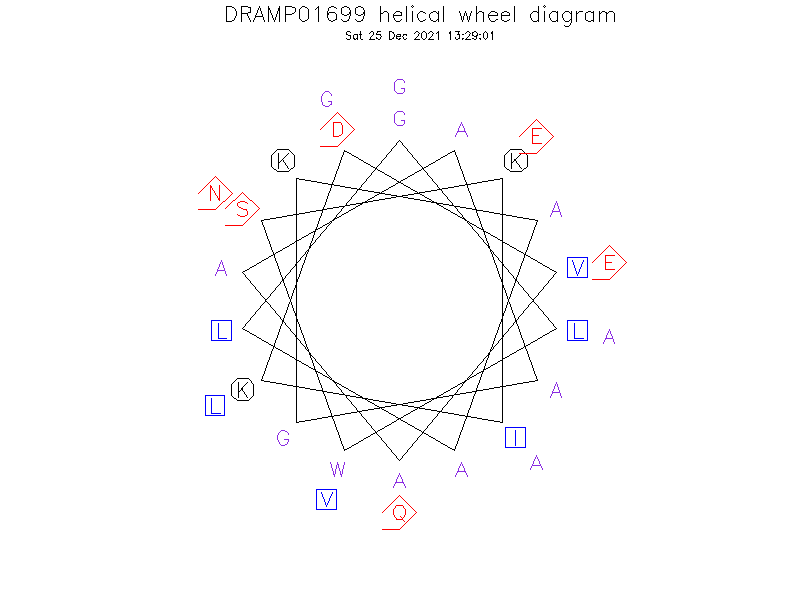 DRAMP01699 helical wheel diagram
Sat 25 Dec 2021 13:29:01
G
G
G
D
A
E
K
K
N
S
A
A
V
E
L
L
A
K
A
L
G
I
W
A
A
A
V
Q